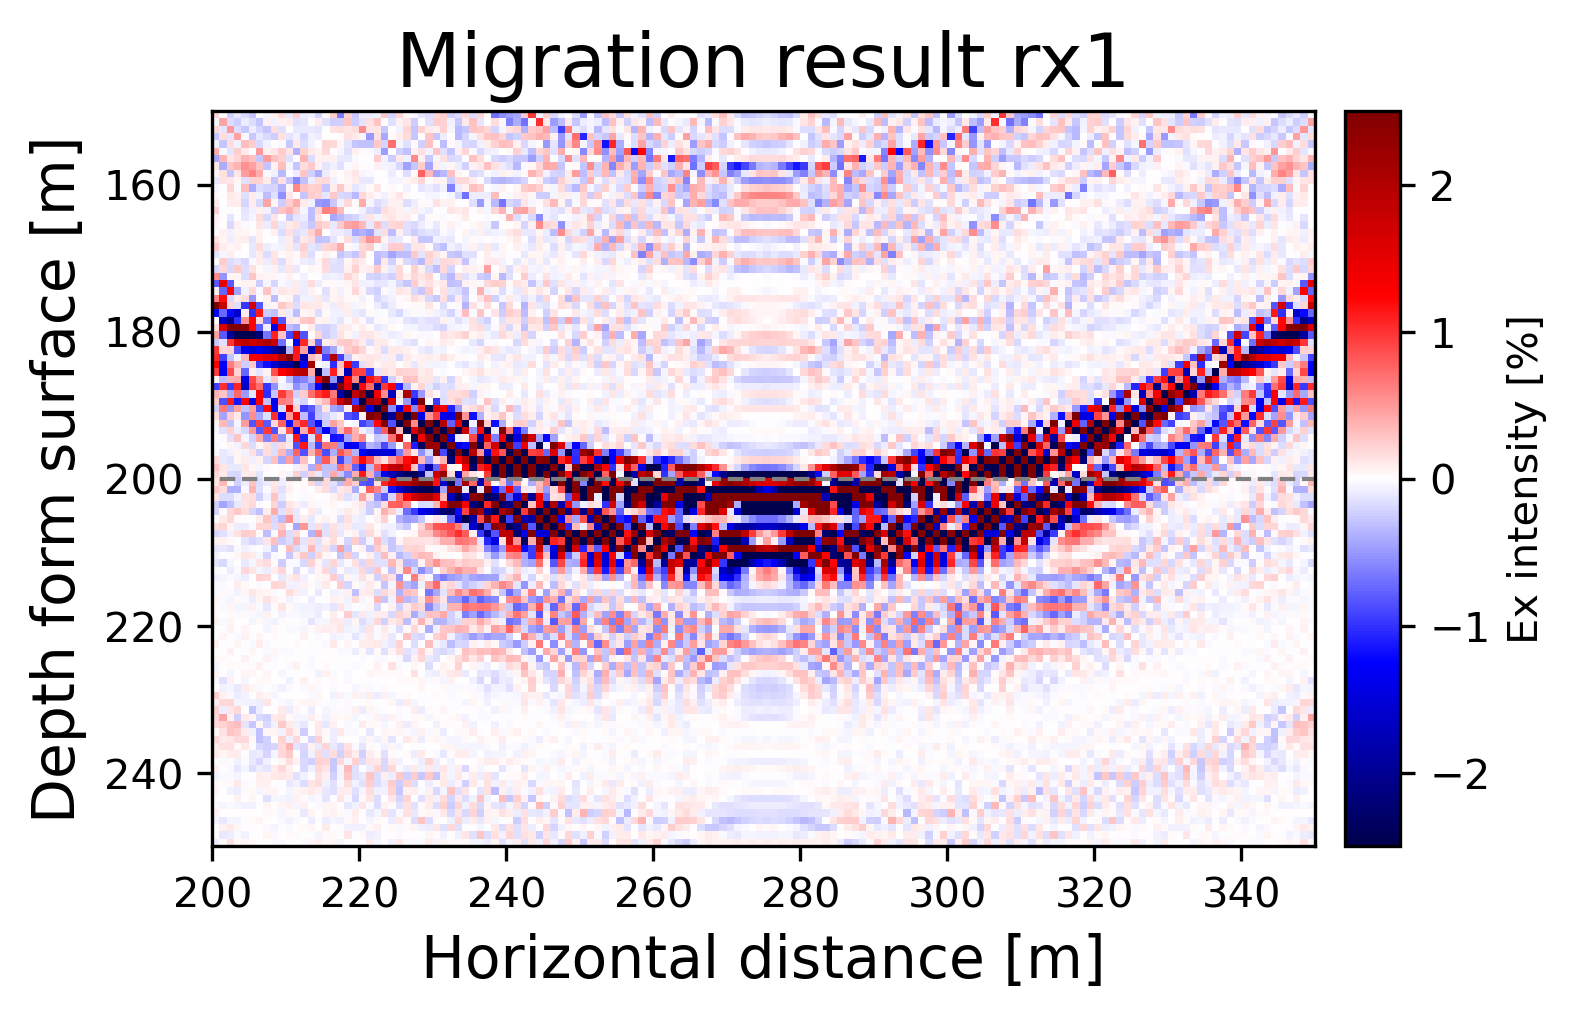 Migration result rx1
Depth form surface [m]
160
180
200
220
240
200 220 240 260 280 300 320 340
Horizontal distance [m]
2
1
0
−1
−2
Ex intensity [%]